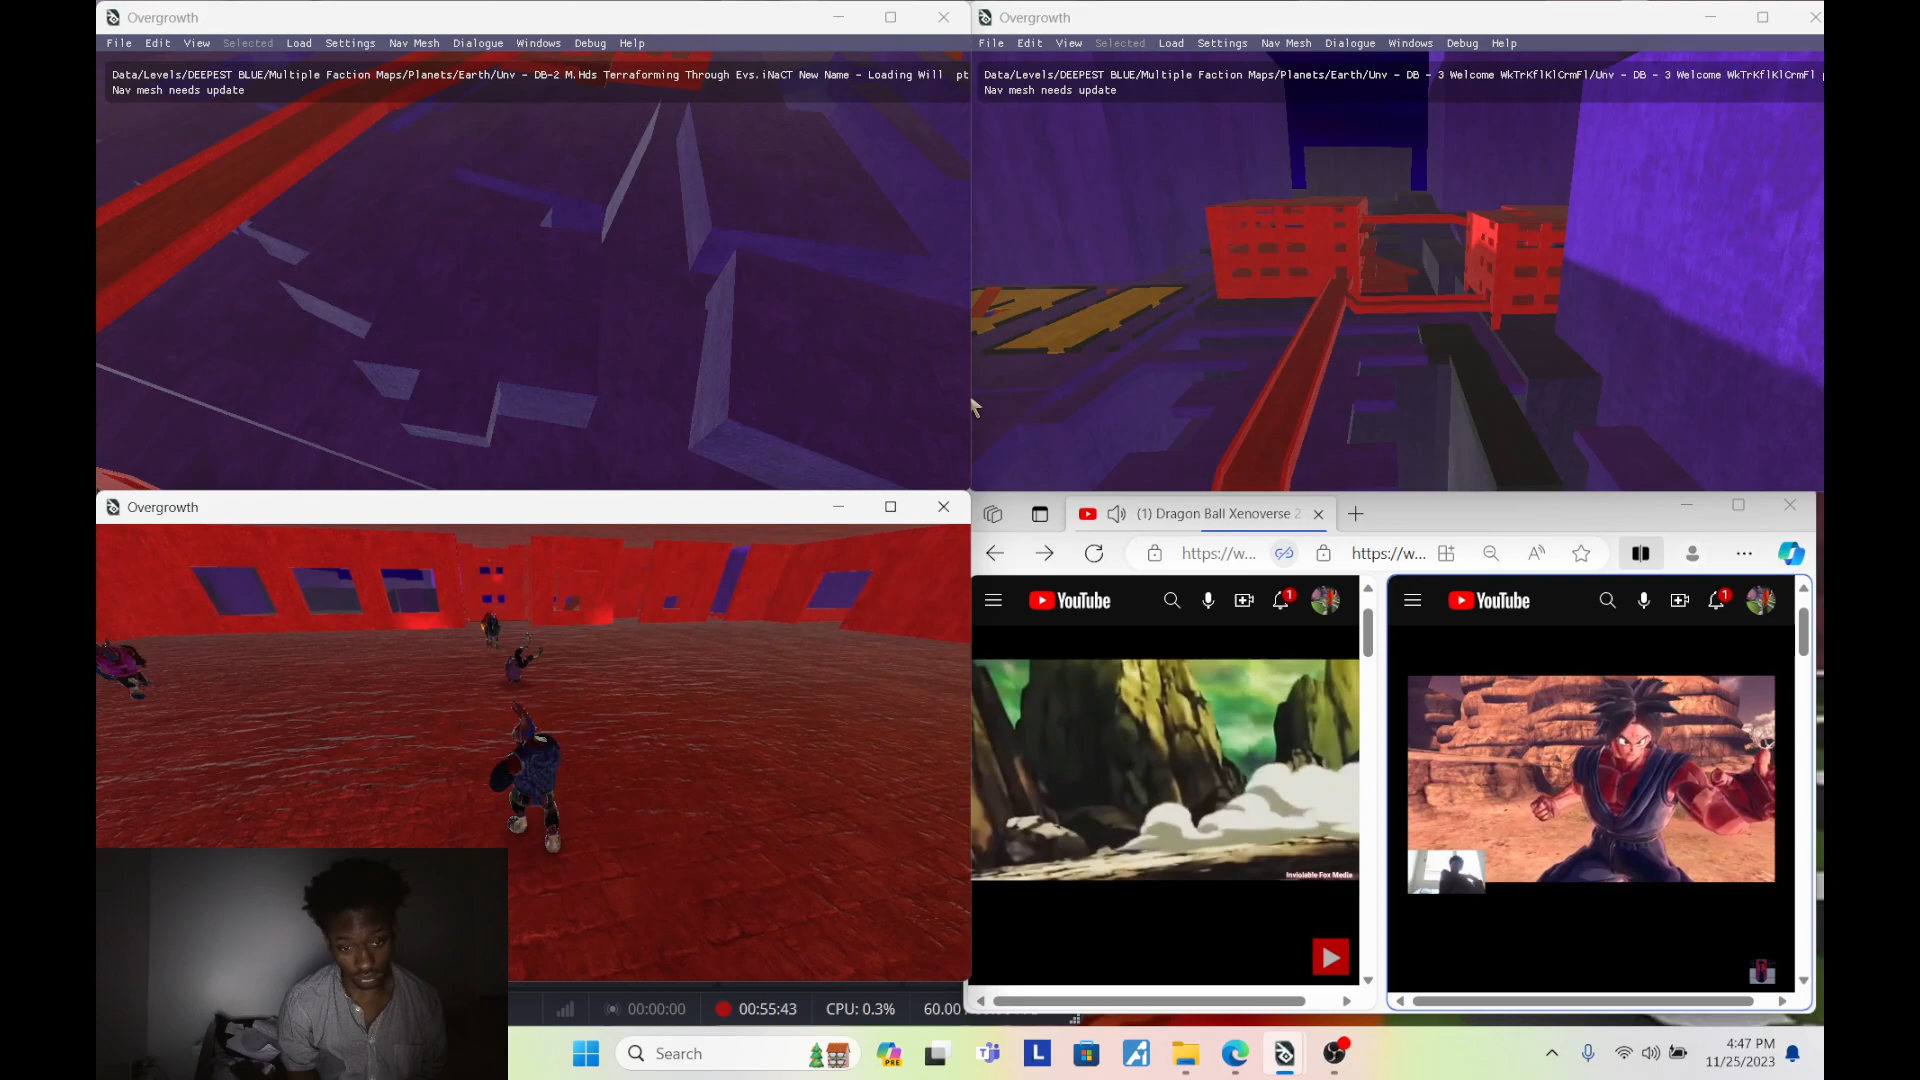 Overgrowth
File Edit View Selected Load Settings Nav Mesh Dialogue Windows Debug Help
Data/Levels/DEEPEST BLUE/Multiple Faction Maps/Planets/Earth/Unv - DB-2 M.Hds Terraforming Through Evs.iNaCT New Name - Loading Will pt
Nav mesh needs update
Overgrowth
File Edit View Selected Load Settings Nav Mesh Dialogue Windows Debug Help
Data/Levels/DEEPEST BLUE/Multiple Faction Maps/Planets/Earth/Unv - DB - 3 Welcome WkTrKflKlCrmFl/Unv - DB - 3 Welcome WkTrKflKlCrmFl
Nav mesh needs update
Overgrowth
(1) Dragon Ball Xenoverse 2
https://w... https://w...
YouTube 1
YouTube 1
Inviolable Fox Media
00:00:00 00:55:43 CPU: 0.3% 60.00
Search
PRE
L
4:47 PM
11/25/2023